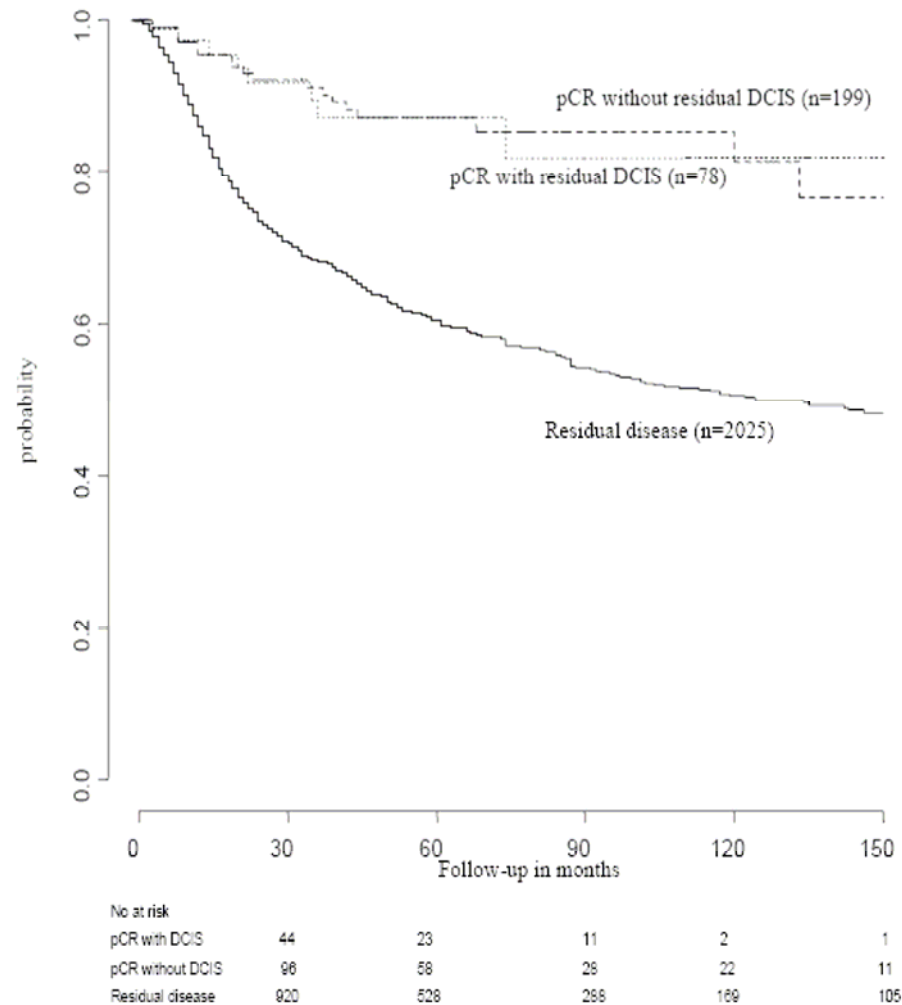 1.0
0.8
0.6
0.4
0.2
0.0
probability
pCR without residual DCIS (n=199)
pCR with residual DCIS (n=78)
Residual disease (n=2025)
0 30 60 90 120 150
Follow-up in months
No at risk
pCR with DCIS 44 23 11 2 1
pCR without DCIS 96 58 28 22 11
Residual disease 920 528 288 169 105